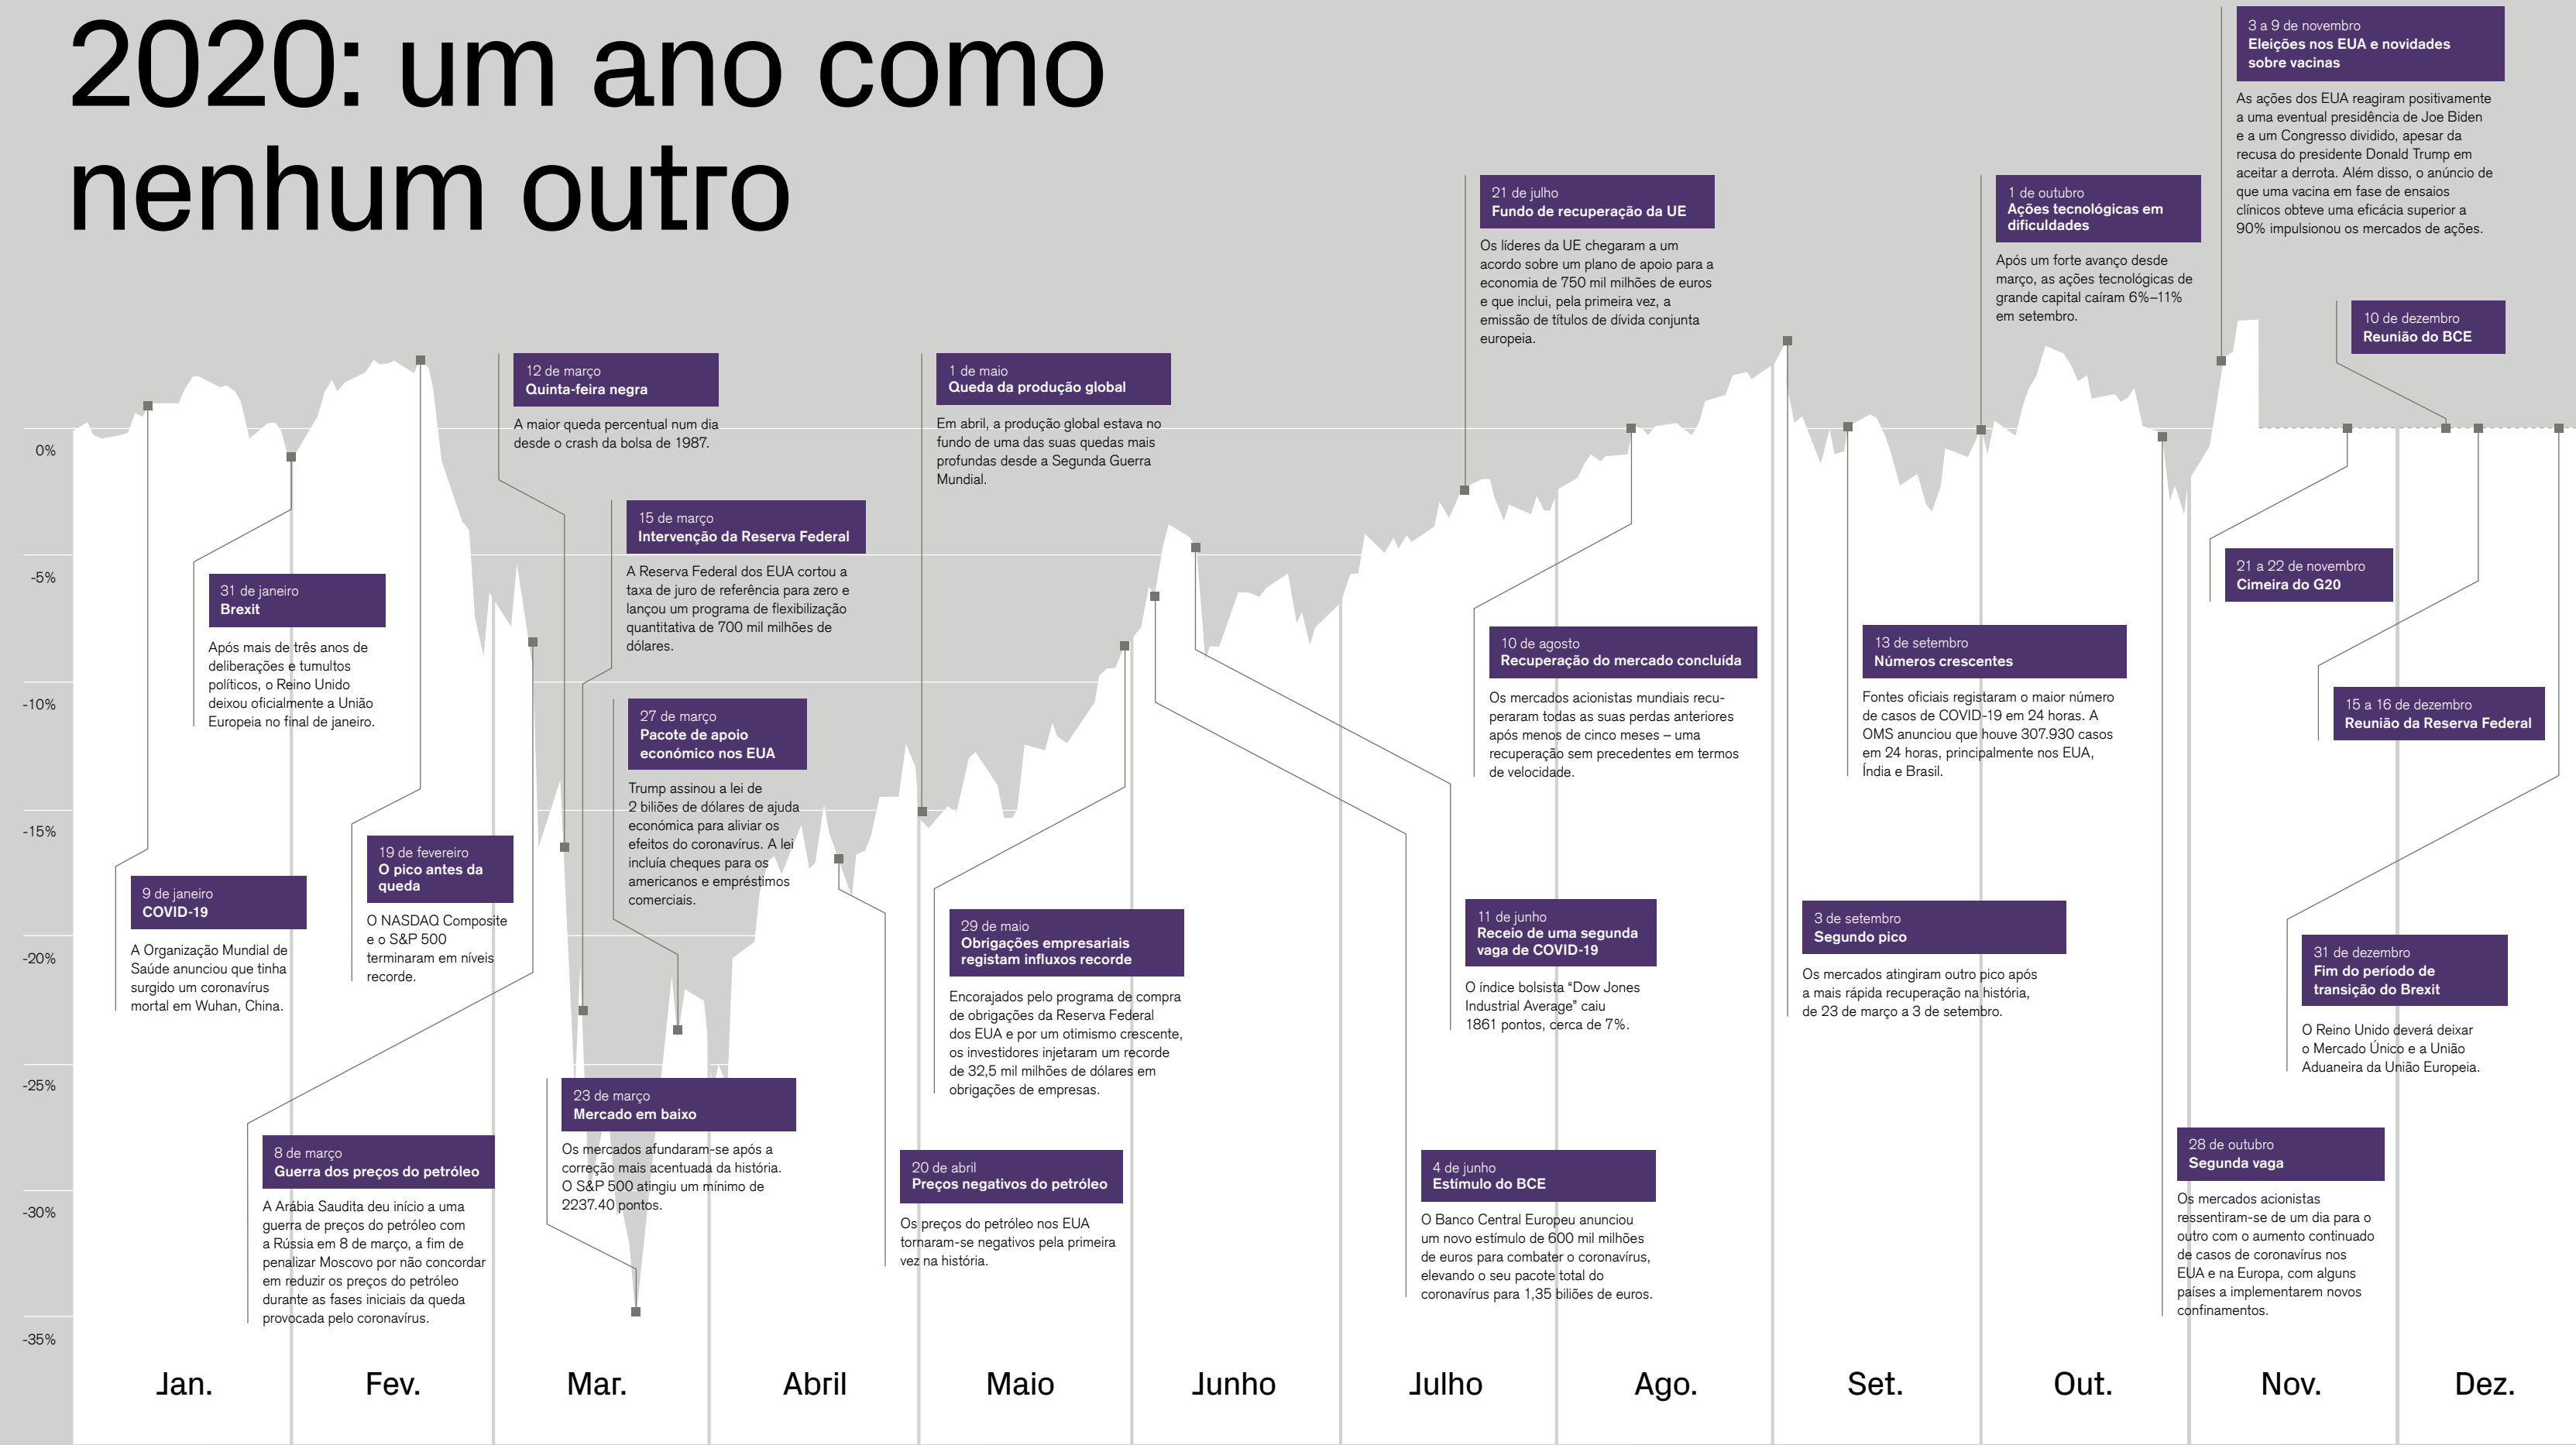 2020: um ano como
nenhum outro
3 a 9 de novembro
Eleições nos EUA e novidades
sobre vacinas
As ações dos EUA reagiram positivamente
a uma eventual presidência de Joe Biden
e a um Congresso dividido, apesar da
recusa do presidente Donald Trump em
aceitar a derrota. Além disso, o anúncio de
que uma vacina em fase de ensaios
clínicos obteve uma eficácia superior a
90% impulsionou os mercados de ações.
21 de julho
Fundo de recuperação da UE
Os líderes da UE chegaram a um
acordo sobre um plano de apoio para a
economia de 750 mil milhões de euros
e que inclui, pela primeira vez, a
emissão de títulos de dívida conjunta
europeia.
1 de outubro
Ações tecnológicas em
dificuldades
Após um forte avanço desde
março, as ações tecnológicas de
grande capital caíram 6%–11%
em setembro.
10 de dezembro
Reunião do BCE
12 de março
Quinta-feira negra
A maior queda percentual num dia
desde o crash da bolsa de 1987.
1 de maio
Queda da produção global
Em abril, a produção global estava no
fundo de uma das suas quedas mais
profundas desde a Segunda Guerra
Mundial.
0%
-5%
-10%
-15%
-20%
-25%
-30%
-35%
15 de março
Intervenção da Reserva Federal
A Reserva Federal dos EUA cortou a
taxa de juro de referência para zero e
lançou um programa de flexibilização
quantitativa de 700 mil milhões de
dólares.
31 de janeiro
Brexit
Após mais de três anos de
deliberações e tumultos
políticos, o Reino Unido
deixou oficialmente a União
Europeia no final de janeiro.
27 de março
Pacote de apoio
económico nos EUA
Trump assinou a lei de
2 biliões de dólares de ajuda
económica para aliviar os
efeitos do coronavírus. A lei
incluía cheques para os
americanos e empréstimos
comerciais.
10 de agosto
Recuperação do mercado concluída
Os mercados acionistas mundiais recu-
peraram todas as suas perdas anteriores
após menos de cinco meses – uma
recuperação sem precedentes em termos
de velocidade.
13 de setembro
Números crescentes
Fontes oficiais registaram o maior número
de casos de COVID-19 em 24 horas. A
OMS anunciou que houve 307.930 casos
em 24 horas, principalmente nos EUA,
Índia e Brasil.
21 a 22 de novembro
Cimeira do G20
15 a 16 de dezembro
Reunião da Reserva Federal
9 de janeiro
COVID-19
A Organização Mundial de
Saúde anunciou que tinha
surgido um coronavírus
mortal em Wuhan, China.
19 de fevereiro
O pico antes da
queda
O NASDAQ Composite
e o S&P 500
terminaram em níveis
recorde.
29 de maio
Obrigações empresariais
registam influxos recorde
Encorajados pelo programa de compra
de obrigações da Reserva Federal
dos EUA e por um otimismo crescente,
os investidores injetaram um recorde
de 32,5 mil milhões de dólares em
obrigações de empresas.
11 de junho
Receio de uma segunda
vaga de COVID-19
O índice bolsista “Dow Jones
Industrial Average” caiu
1861 pontos, cerca de 7%.
3 de setembro
Segundo pico
Os mercados atingiram outro pico após
a mais rápida recuperação na história,
de 23 de março a 3 de setembro.
31 de dezembro
Fim do período de
transição do Brexit
O Reino Unido deverá deixar
o Mercado Único e a União
Aduaneira da União Europeia.
8 de março
Guerra dos preços do petróleo
A Arábia Saudita deu início a uma
guerra de preços do petróleo com
a Rússia em 8 de março, a fim de
penalizar Moscovo por não concordar
em reduzir os preços do petróleo
durante as fases iniciais da queda
provocada pelo coronavírus.
23 de março
Mercado em baixo
Os mercados afundaram-se após a
correção mais acentuada da história.
O S&P 500 atingiu um mínimo de
2237.40 pontos.
20 de abril
Preços negativos do petróleo
Os preços do petróleo nos EUA
tornaram-se negativos pela primeira
vez na história.
4 de junho
Estímulo do BCE
O Banco Central Europeu anunciou
um novo estímulo de 600 mil milhões
de euros para combater o coronavírus,
elevando o seu pacote total do
coronavírus para 1,35 biliões de euros.
28 de outubro
Segunda vaga
Os mercados acionistas
ressentiram-se de um dia para o
outro com o aumento continuado
de casos de coronavírus nos
EUA e na Europa, com alguns
países a implementarem novos
confinamentos.
Jan.
Fev.
Mar.
Abril
Maio
Junho
Julho
Ago.
Set.
Out.
Nov.
Dez.